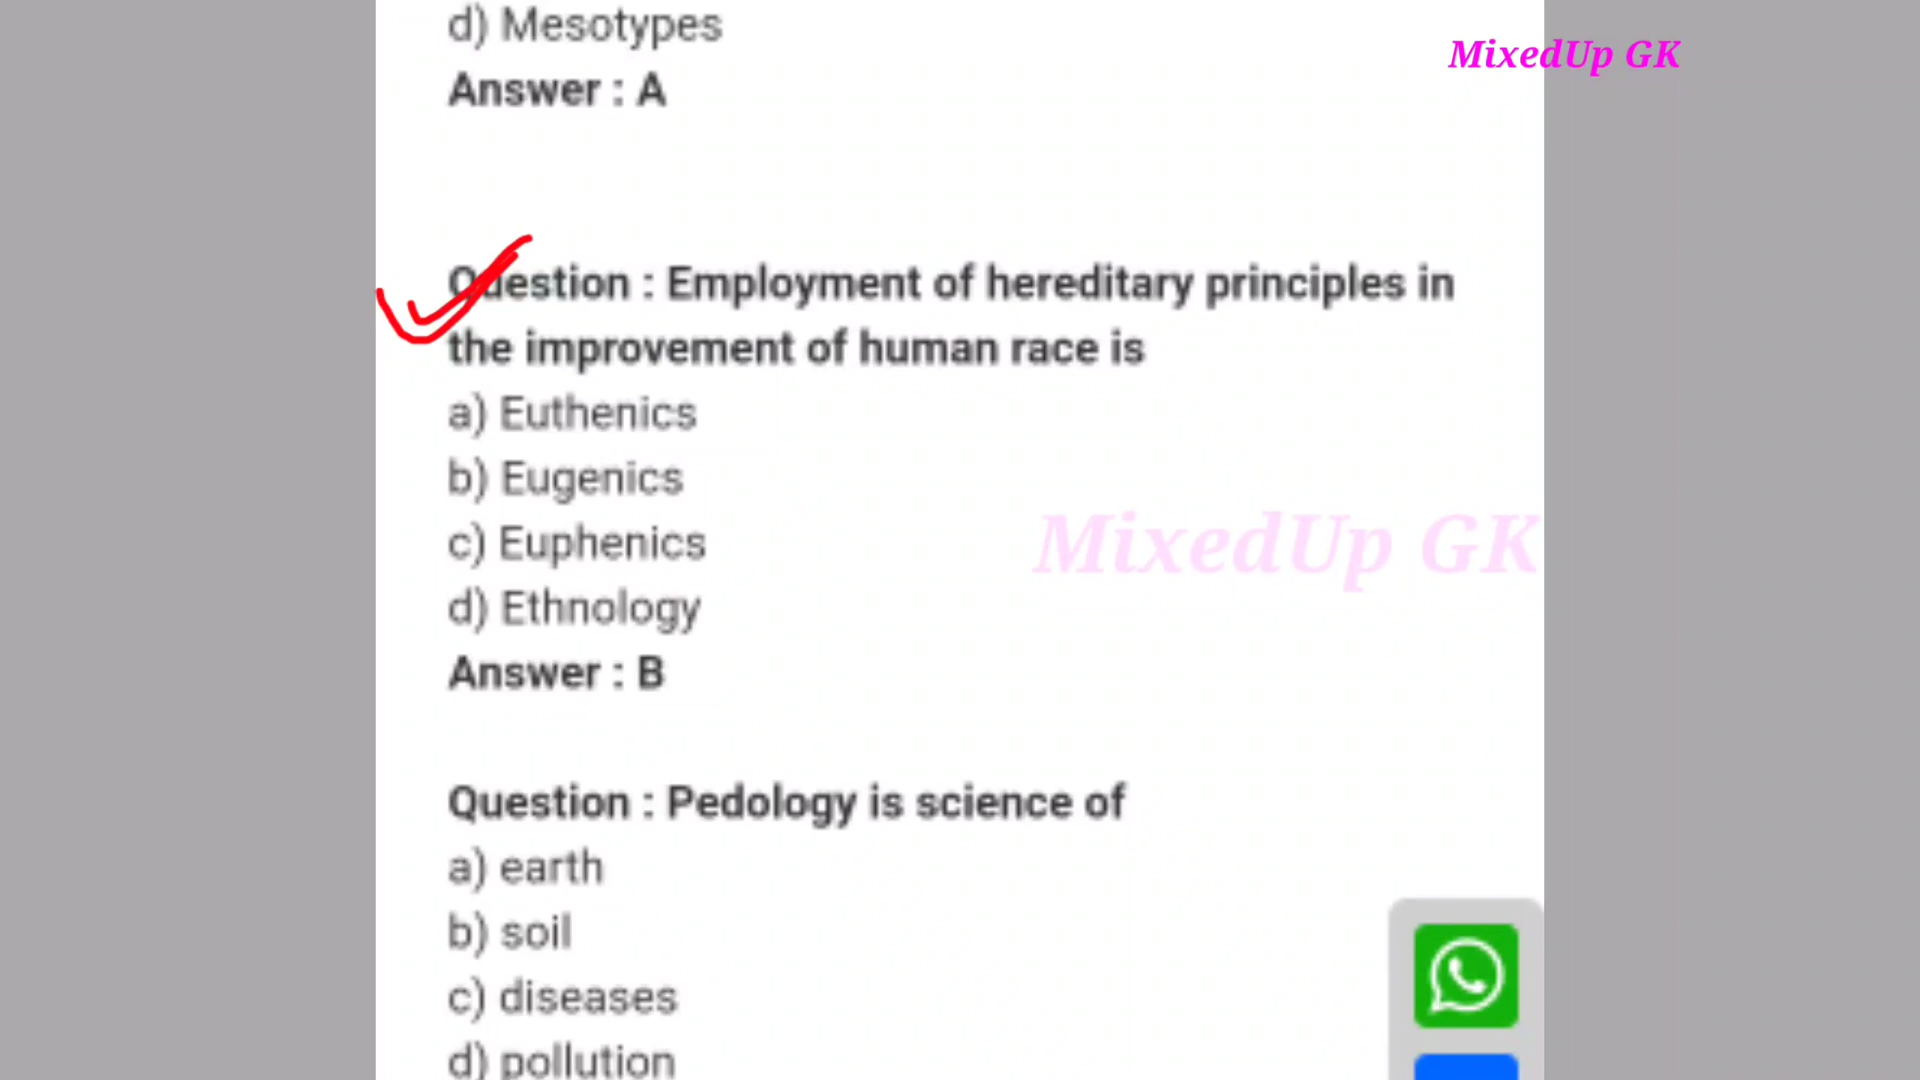 d) Mesotypes
MixedUp GK
Answer : A
Question : Employment of hereditary principles in
the improvement of human race is
a) Euthenics
b) Eugenics
MixedUp GK
c) Euphenics
d) Ethnology
Answer : B
Question : Pedology is science of
a) earth
b) soil
c) diseases
d) pollution